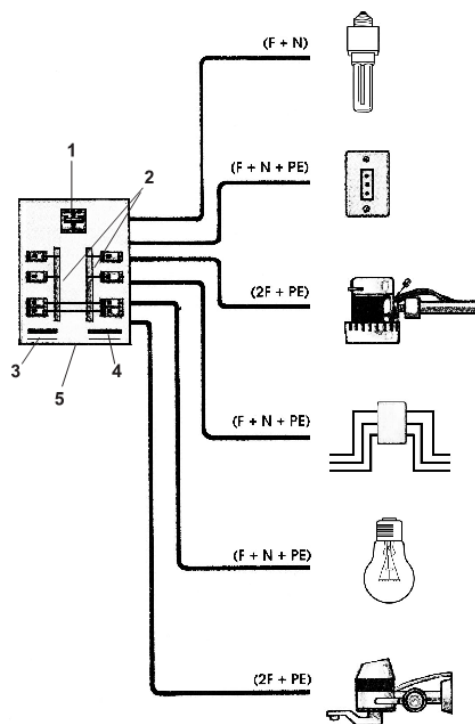 (F + N)
1
2
(F + N + PE)
(2F + PE)
3
4
5
(F + N + PE)
(F + N + PE)
(2F + PE)